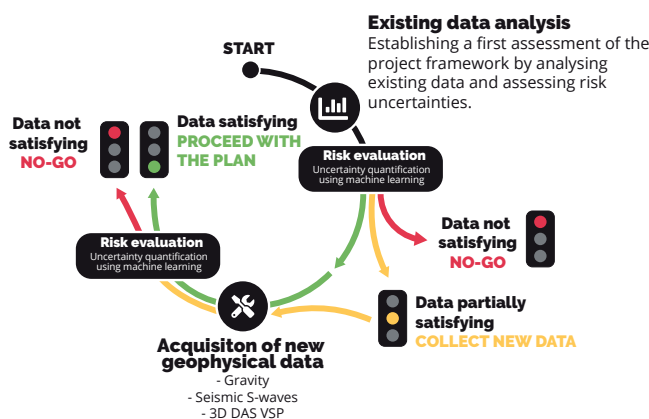 START
Existing data analysis
Establishing a first assessment of the
project framework by analysing
existing data and assessing risk
uncertainties.
Data not
satisfying
NO-GO
Data satisfying
PROCEED WITH
THE PLAN
Risk evaluation
Uncertainty quantification
using machine learning
Data not
satisfying
NO-GO
Risk evaluation
Uncertainty quantification
using machine learning
Data partially
satisfying
COLLECT NEW DATA
Acquisiton of new
geophysical data
- Gravity
- Seismic S-waves
- 3D DAS VSP